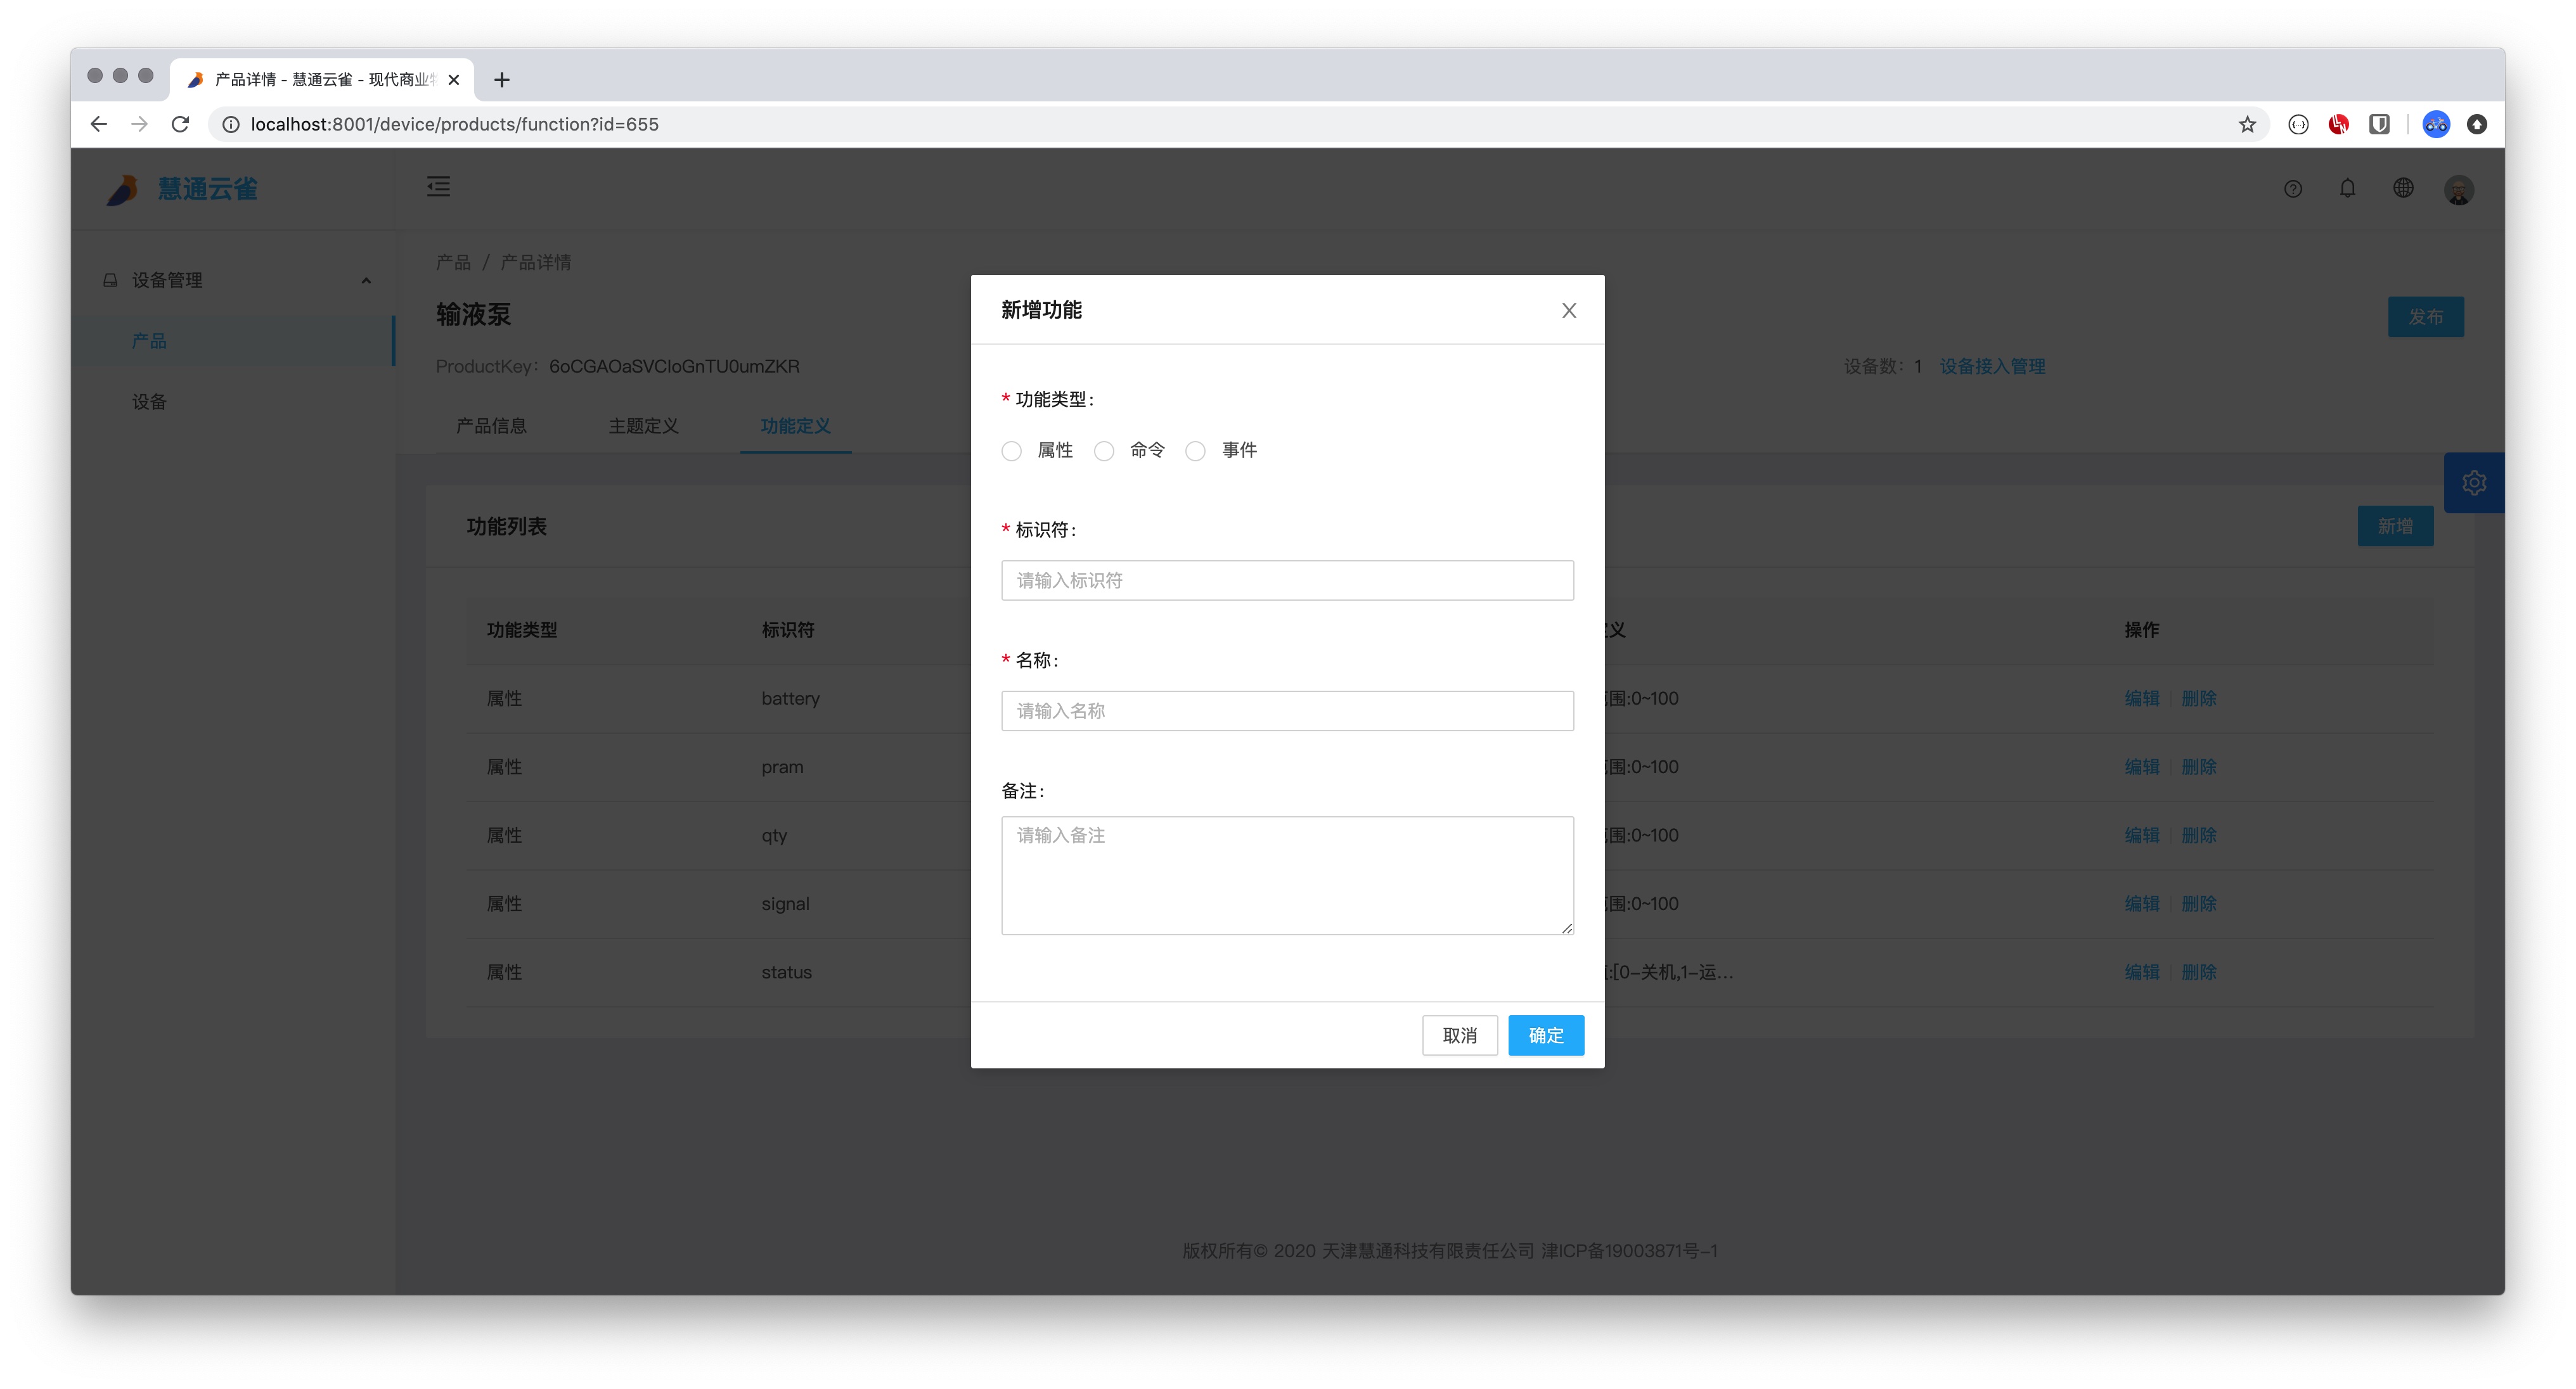 产品详情 - 慧通云雀 - 现代商业
localhost:8001/device/products/function?id=655
慧通云雀
设备管理
产品
设备
产品 / 产品详情
输液泵
发布
ProductKey: 6oCGAOaSVCIoGnTU0umZKR
设备数: 1 设备接入管理
产品信息 主题定义 功能定义
功能列表
新增
功能类型 标识符 义 操作
属性 battery 围:0~100 编辑 删除
属性 pram 围:0~100 编辑 删除
属性 qty 围:0~100 编辑 删除
属性 signal 围:0~100 编辑 删除
属性 status :[0-关机,1-运... 编辑 删除
新增功能
* 功能类型:
属性 命令 事件
* 标识符:
请输入标识符
* 名称:
请输入名称
备注:
请输入备注
取消 确定
版权所有© 2020 天津慧通科技有限责任公司 津ICP备19003871号-1